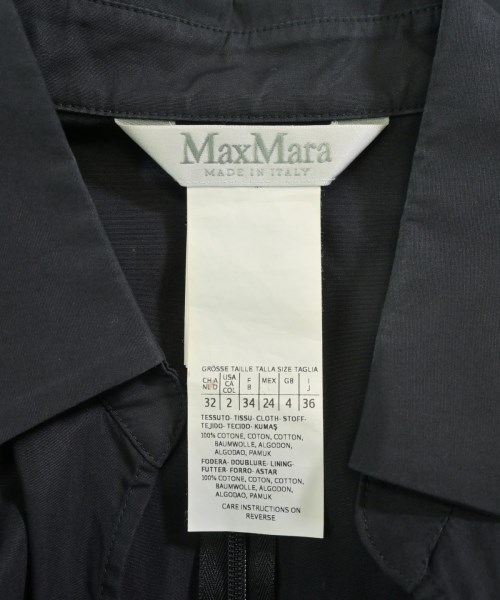 MaxMara
MADE IN ITALY
GRÖSSE TAILLE TALLA SIZE TAGLIA
USA
CH A CA F MEX GB I
NE D COL B J
32 2 34 24 4 36
TESSUTO- TISSU- CLOTH- STOFF-
TEJIDO- TECIDO- KUMAŞ
100% COTONE, COTON, COTTON,
BAUMWOLLE, ALGODON,
ALGODAO, PAMUK
FODERA- DOUBLURE- LINING-
FUTTER- FORRO- ASTAR
100% COTONE, COTON, COTTON,
BAUMWOLLE, ALGODON,
ALGODAO, PAMUK
CARE INSTRUCTIONS ON
REVERSE